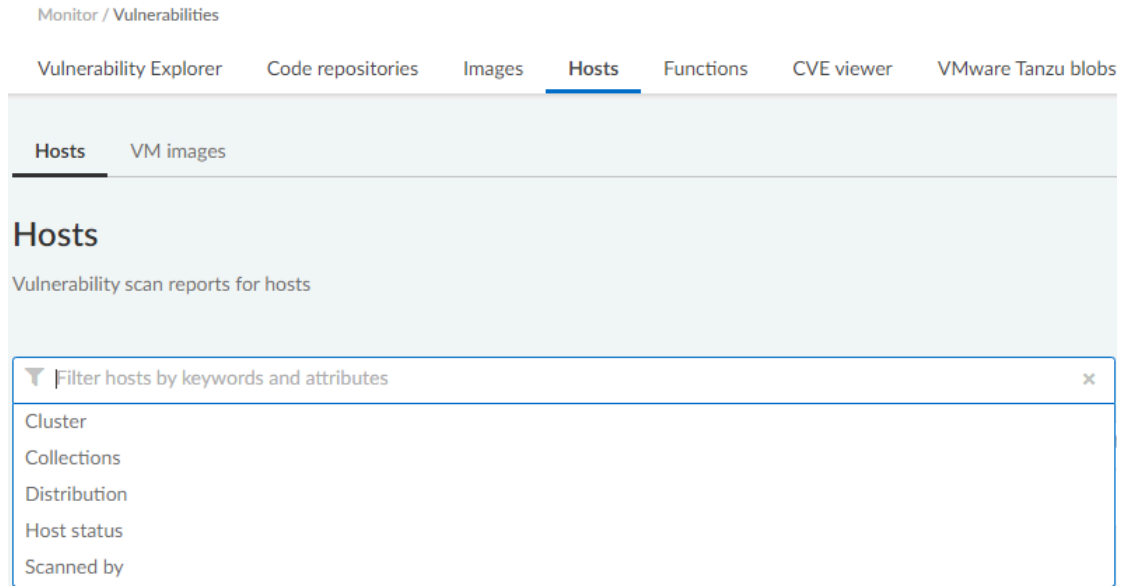 Monitor / Vulnerabilities
Vulnerability Explorer Code repositories Images Hosts Functions CVE viewer VMware Tanzu blobs
Hosts VM images
Hosts
Vulnerability scan reports for hosts
Filter hosts by keywords and attributes
Cluster
Collections
Distribution
Host status
Scanned by